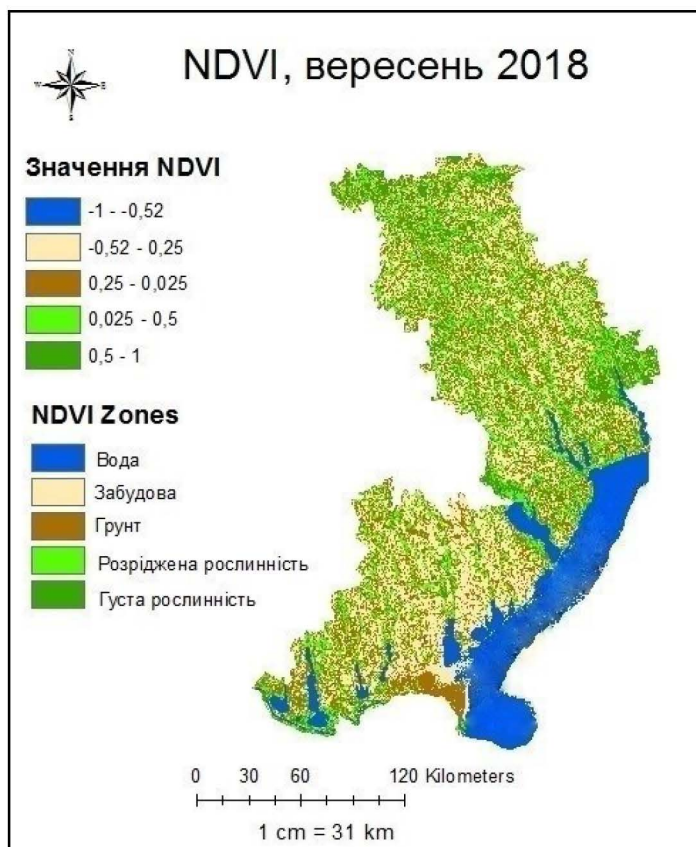 NDVI, вересень 2018
N
W E
S
Значення NDVI
-1 - -0,52
-0,52 - 0,25
0,25 - 0,025
0,025 - 0,5
0,5 - 1
NDVI Zones
Вода
Забудова
Грунт
Розріджена рослинність
Густа рослинність
0 30 60 120 Kilometers
1 cm = 31 km